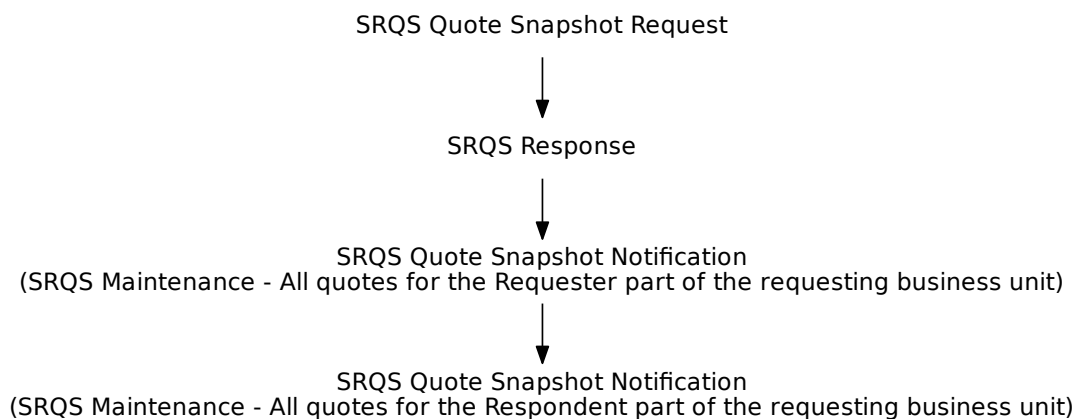 SRQS Quote Snapshot Request
SRQS Response
SRQS Quote Snapshot Notification
(SRQS Maintenance - All quotes for the Requester part of the requesting business unit)
SRQS Quote Snapshot Notification
(SRQS Maintenance - All quotes for the Respondent part of the requesting business unit)